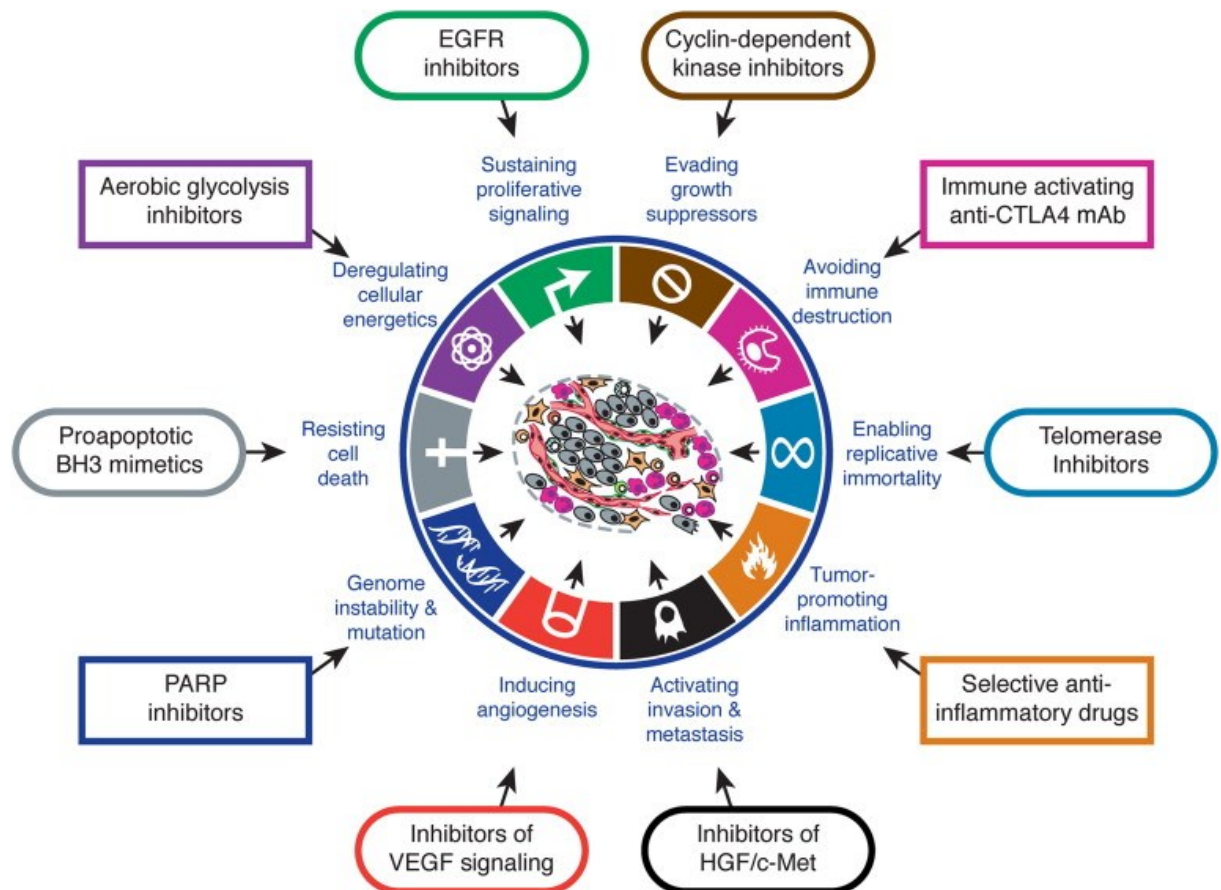 EGFR
inhibitors
Cyclin-dependent
kinase inhibitors
Sustaining
proliferative
signaling
Evading
growth
suppressors
Aerobic glycolysis
inhibitors
Immune activating
anti-CTLA4 mAb
Deregulating
cellular
energetics
Avoiding
immune
destruction
Proapoptotic
BH3 mimetics
Resisting
cell
death
Enabling
replicative
immortality
Telomerase
Inhibitors
Genome
instability &
mutation
Tumor-
promoting
inflammation
PARP
inhibitors
Inducing
angiogenesis
Activating
invasion &
metastasis
Selective anti-
inflammatory drugs
Inhibitors of
VEGF signaling
Inhibitors of
HGF/c-Met